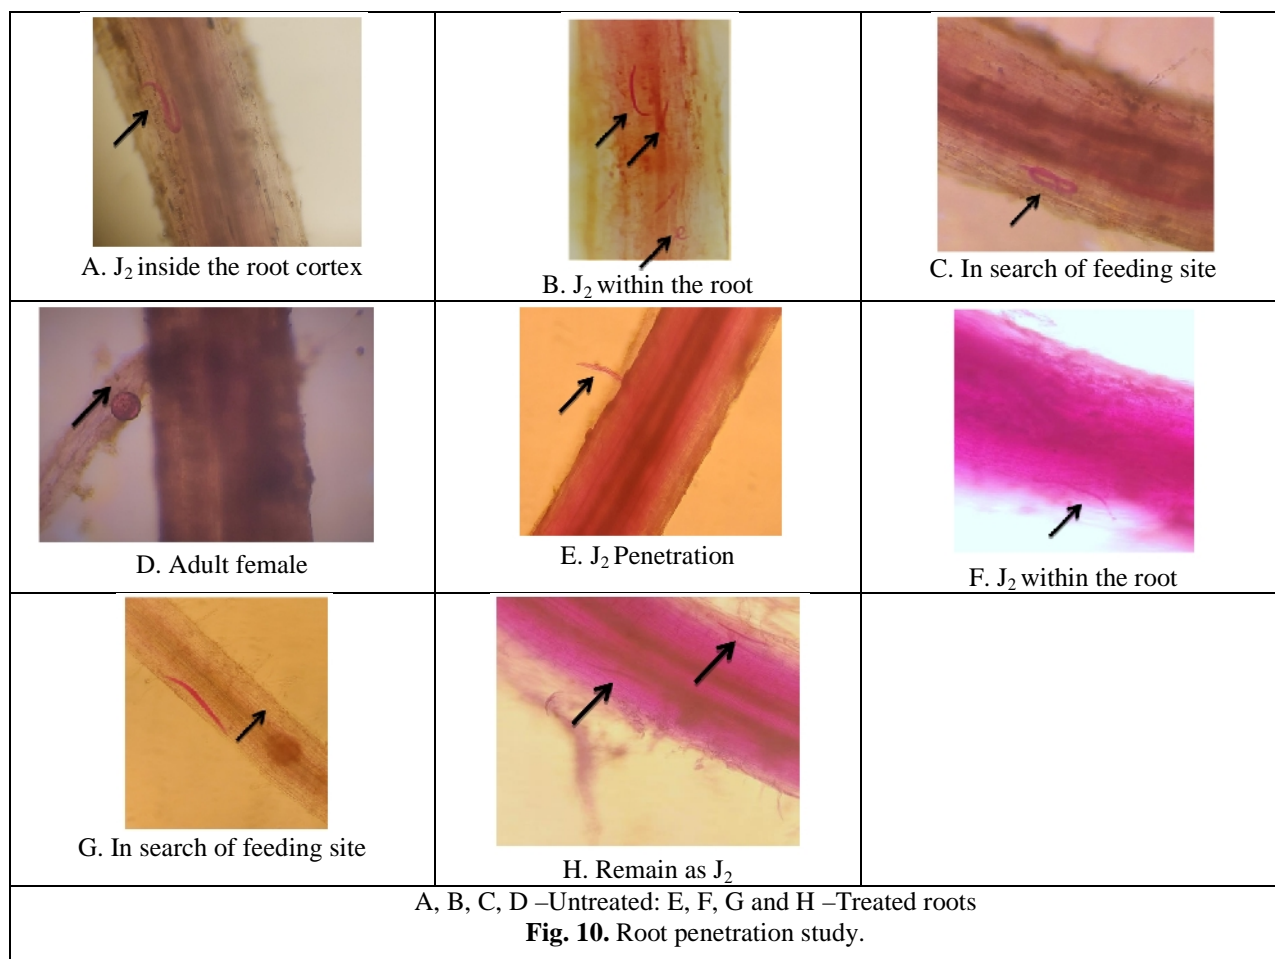 A. J₂ inside the root cortex
B. J₂ within the root
C. In search of feeding site
D. Adult female
E. J₂ Penetration
F. J₂ within the root
G. In search of feeding site
H. Remain as J₂
A, B, C, D –Untreated: E, F, G and H –Treated roots
Fig. 10. Root penetration study.